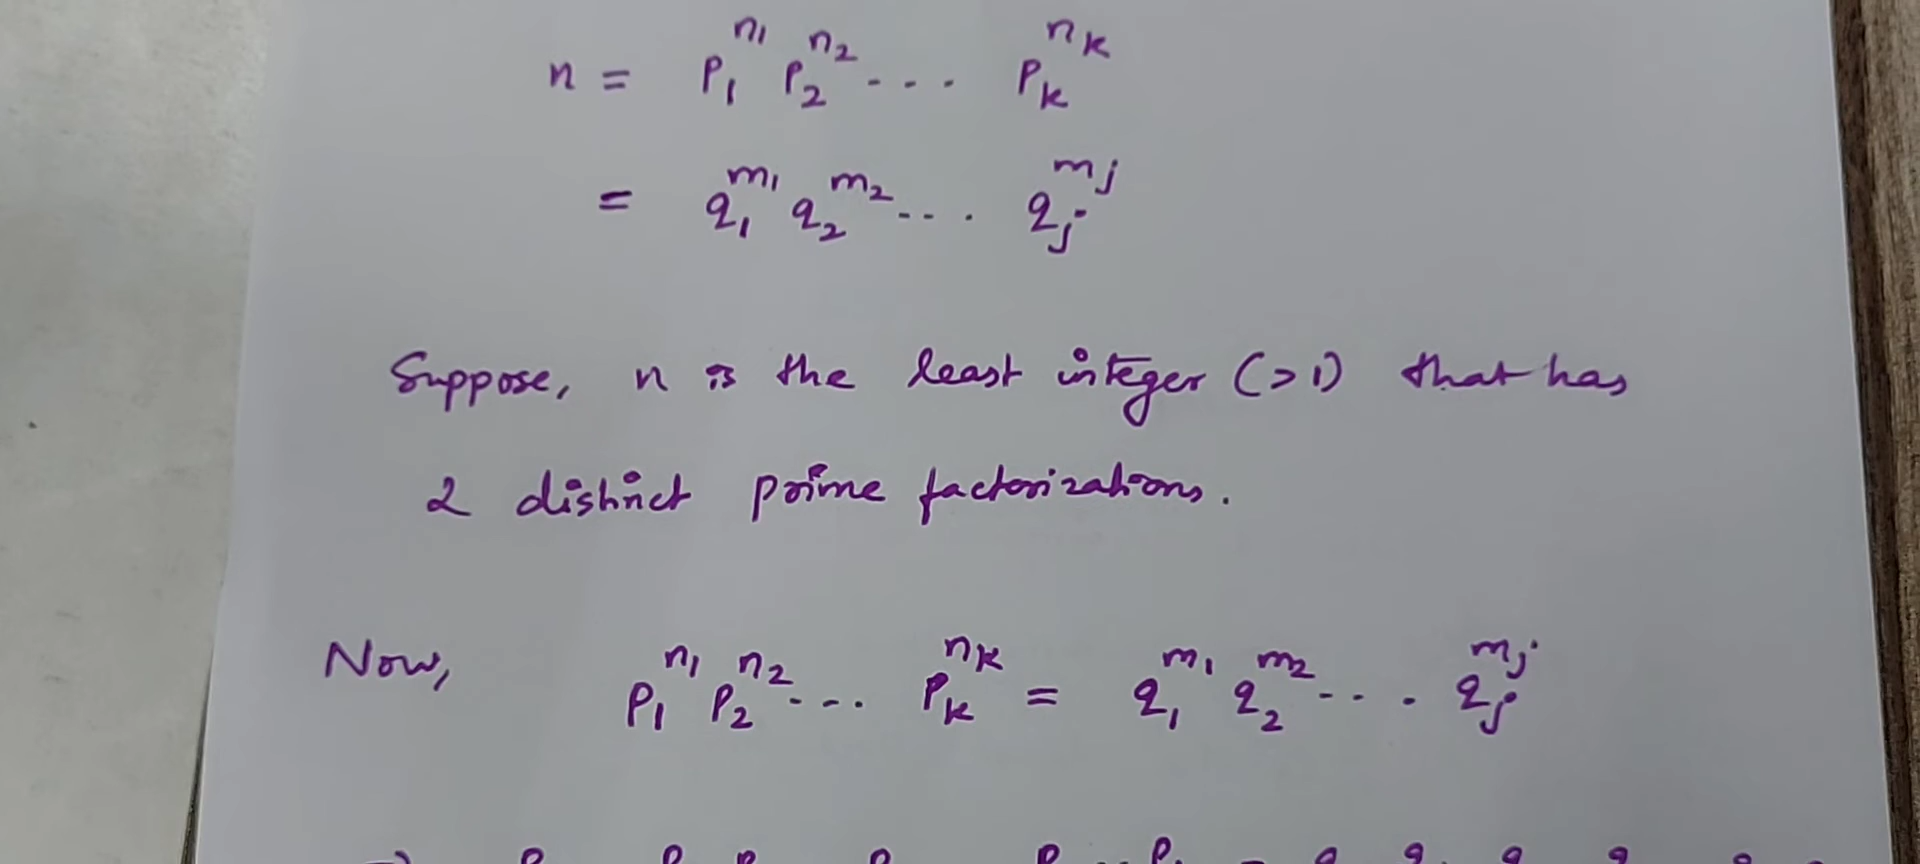 n = p₁^n₁ p₂^n₂ .... p_k^n_k
= q₁^m₁ q₂^m₂ .... q_j^m_j
Suppose, n is the least integer (>1) that has
2 distinct prime factorizations.
Now, p₁^n₁ p₂^n₂ .... p_k^n_k = q₁^m₁ q₂^m₂ .... q_j^m_j